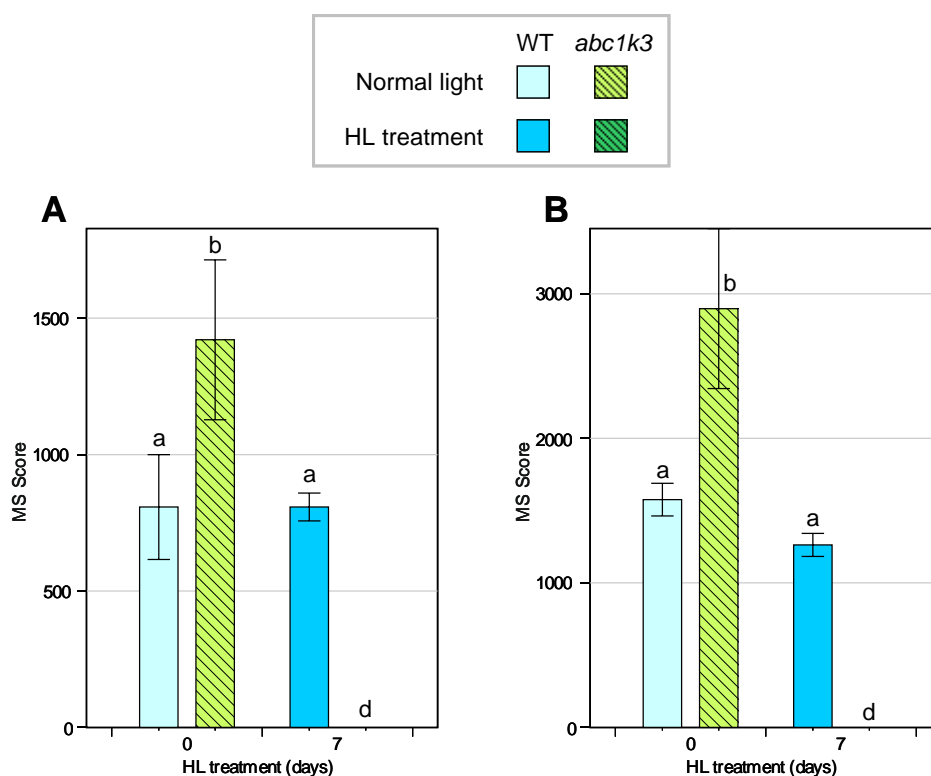 WT abc1k3
Normal light
HL treatment
A
MS Score
1500
1000
500
0
a
b
a
d
0 7
HL treatment (days)
B
MS Score
3000
2000
1000
0
a
b
a
d
0 7
HL treatment (days)